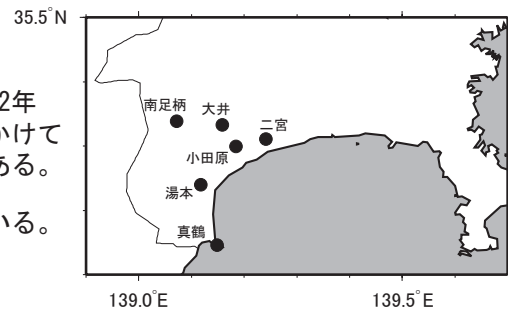 35.5°N
2年
かけて
ある。
いる。
南足柄
大井
二宮
小田原
湯本
真鶴
139.0°E
139.5°E